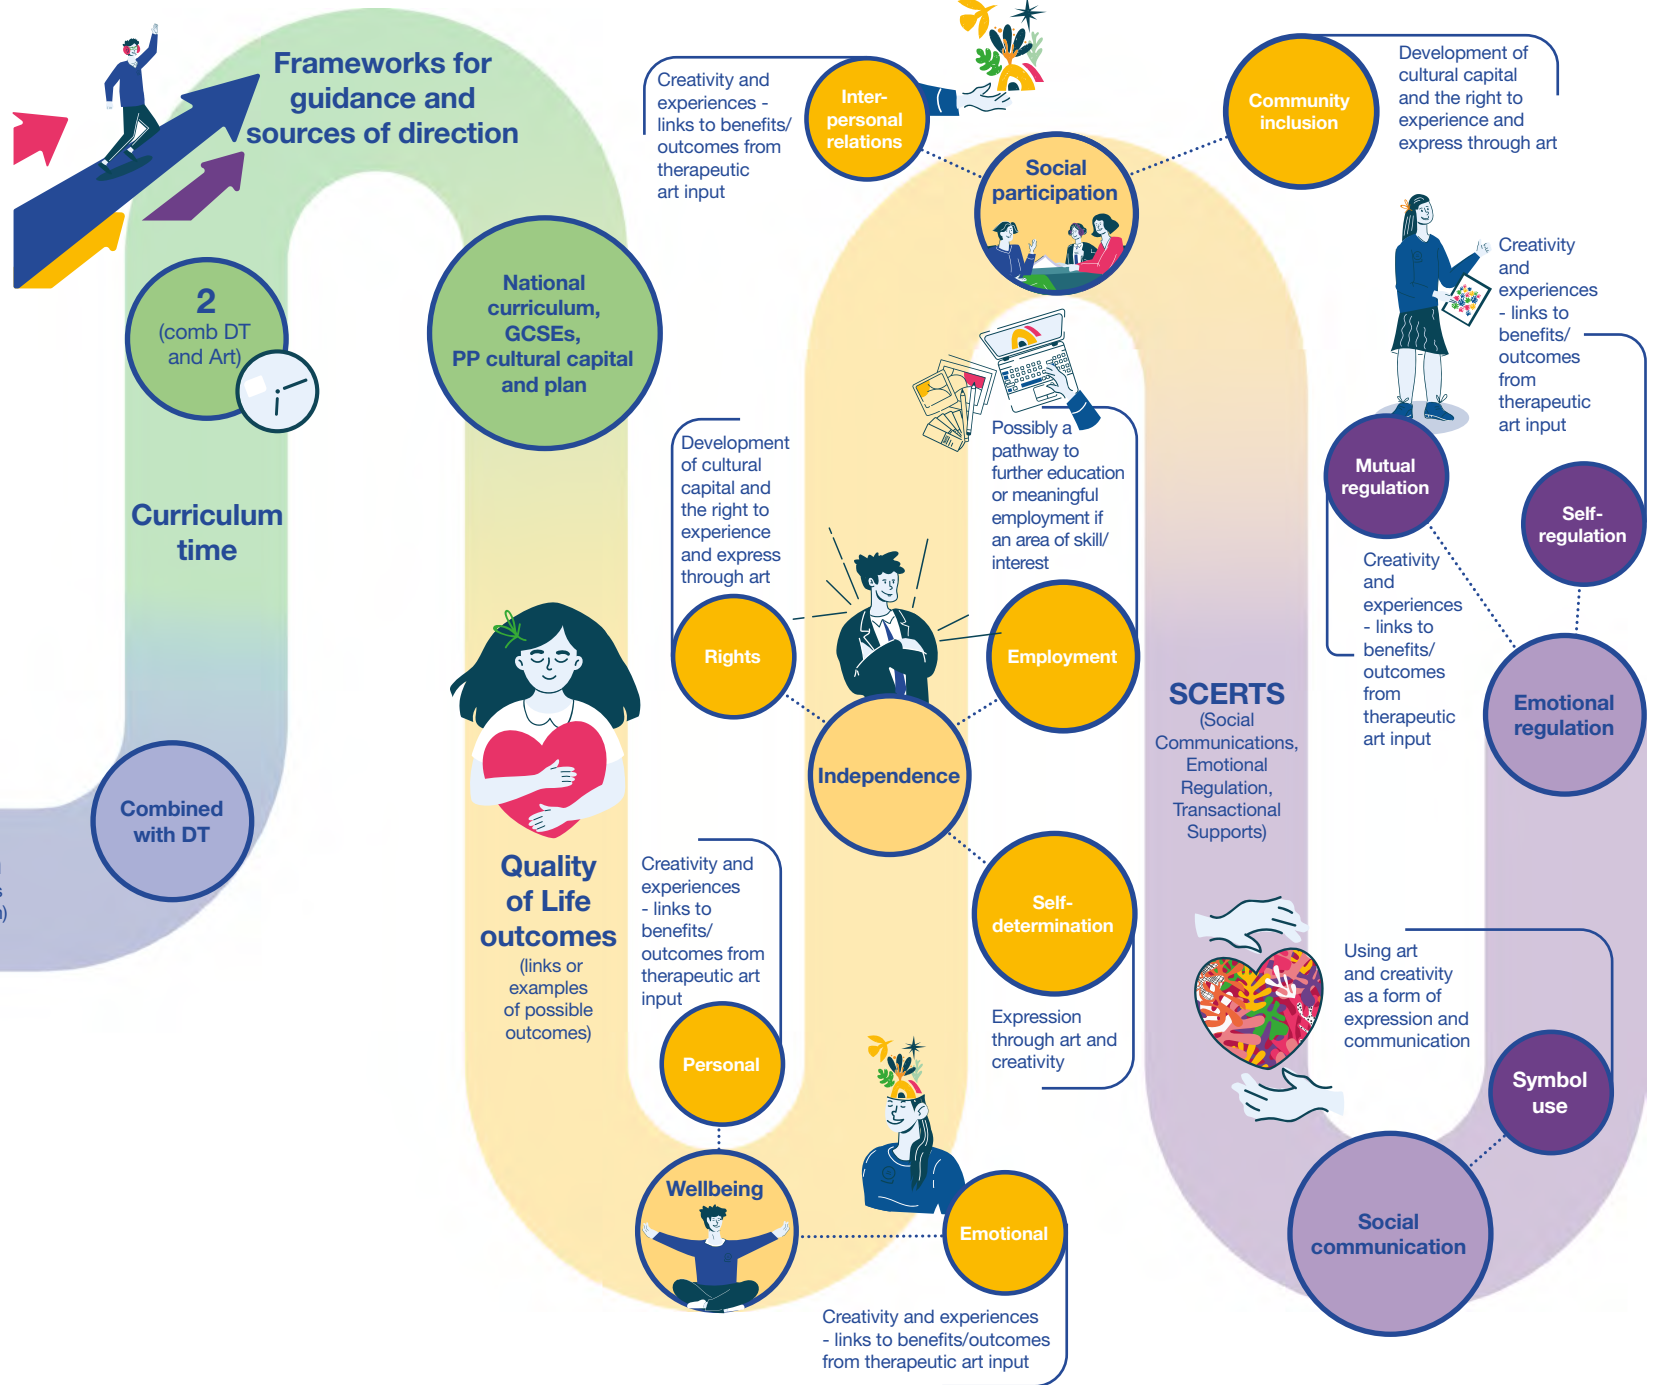 Frameworks for
guidance and
sources of direction
2
(comb DT
and Art)
Curriculum
time
Combined
with DT
National
curriculum,
GCSEs,
PP cultural capital
and plan
Quality
of Life
outcomes
(links or
examples
of possible
outcomes)
Creativity and
experiences
- links to
benefits/
outcomes from
therapeutic art
input
Personal
Wellbeing
Emotional
Creativity and experiences
- links to benefits/outcomes
from therapeutic art input
Development
of cultural
capital and
the right to
experience
and express
through art
Rights
Possibly a
pathway to
further education
or meaningful
employment if
an area of skill/
interest
Employment
Independence
Self-
determination
Expression
through art and
creativity
Creativity and
experiences -
links to benefits/
outcomes from
therapeutic
art input
Inter-
personal
relations
Social
participation
Community
inclusion
Development of
cultural capital
and the right to
experience and
express through art
SCERTS
(Social
Communications,
Emotional
Regulation,
Transactional
Supports)
Creativity
and
experiences
- links to
benefits/
outcomes
from
therapeutic
art input
Mutual
regulation
Self-
regulation
Creativity
and
experiences
- links to
benefits/
outcomes
from
therapeutic
art input
Emotional
regulation
Using art
and creativity
as a form of
expression and
communication
Symbol
use
Social
communication